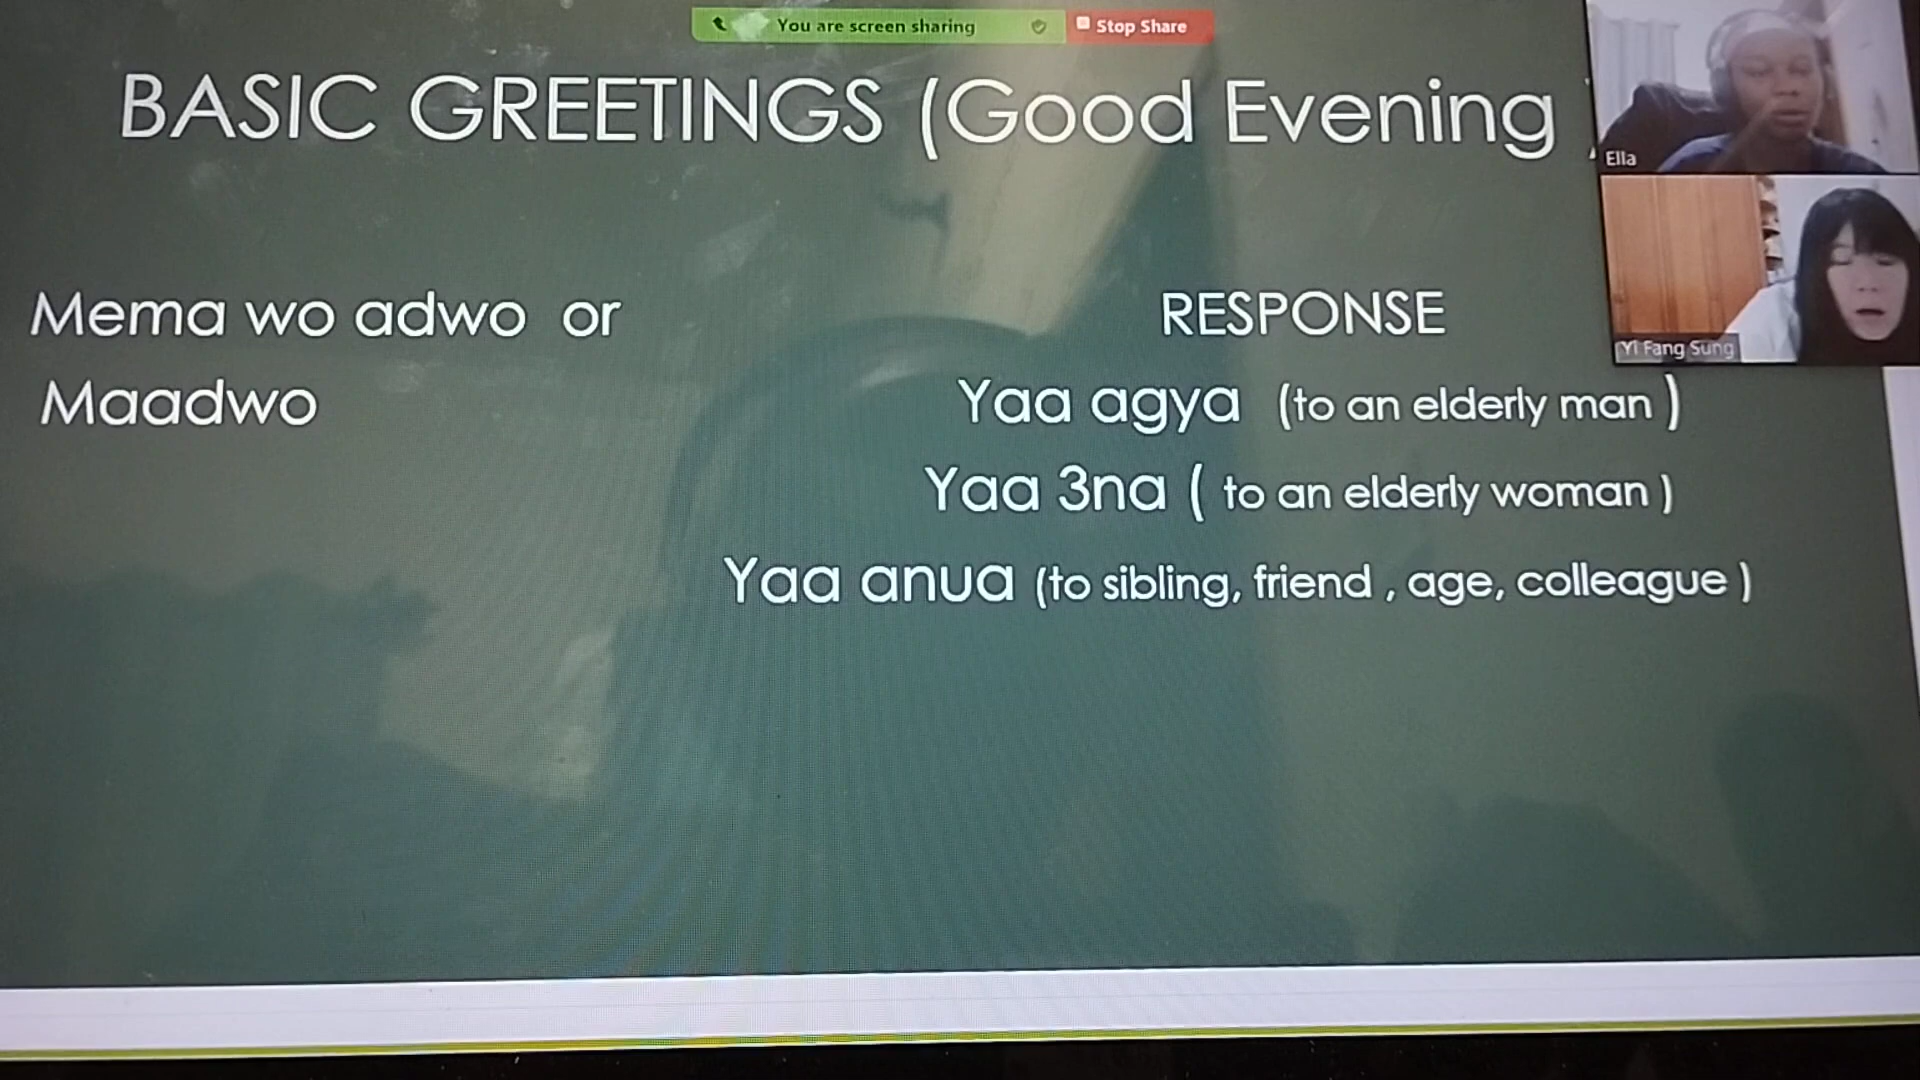 You are screen sharing
Stop Share
BASIC GREETINGS (Good Evening )
Ella
Yi Fang Sung
Mema wo adwo or
Maadwo
RESPONSE
Yaa agya (to an elderly man )
Yaa 3na ( to an elderly woman )
Yaa anua (to sibling, friend , age, colleague )